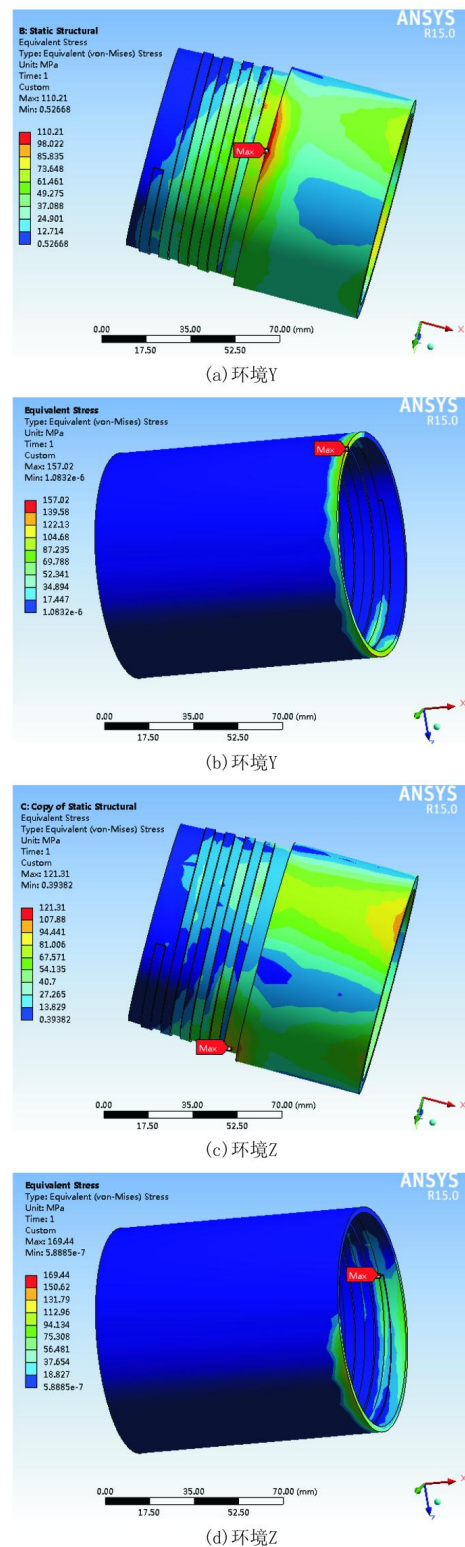 ANSYS
R15.0
B: Static Structural
Equivalent Stress
Type: Equivalent (von-Mises) Stress
Unit: MPa
Time: 1
Custom
Max: 110.21
Min: 0.52668
110.21
98.022
85.835
73.648
61.461
49.275
37.088
24.901
12.714
0.52668
Max
0.00 35.00 70.00 (mm)
17.50 52.50
X
(a)环境Y
ANSYS
R15.0
Equivalent Stress
Type: Equivalent (von-Mises) Stress
Unit: MPa
Time: 1
Custom
Max: 157.02
Min: 1.0832e-6
157.02
139.58
122.13
104.68
87.235
69.788
52.341
34.894
17.447
1.0832e-6
Max
0.00 35.00 70.00 (mm)
17.50 52.50
X
Z
(b)环境Y
ANSYS
R15.0
C: Copy of Static Structural
Equivalent Stress
Type: Equivalent (von-Mises) Stress
Unit: MPa
Time: 1
Custom
Max: 121.31
Min: 0.39382
121.31
107.88
94.441
81.006
67.571
54.135
40.7
27.265
13.829
0.39382
Max
0.00 35.00 70.00 (mm)
17.50 52.50
X
(c)环境Z
ANSYS
R15.0
Equivalent Stress
Type: Equivalent (von-Mises) Stress
Unit: MPa
Time: 1
Custom
Max: 169.44
Min: 5.8885e-7
169.44
150.62
131.79
112.96
94.134
75.308
56.481
37.654
18.827
5.8885e-7
Max
0.00 35.00 70.00 (mm)
17.50 52.50
X
Z
(d)环境Z